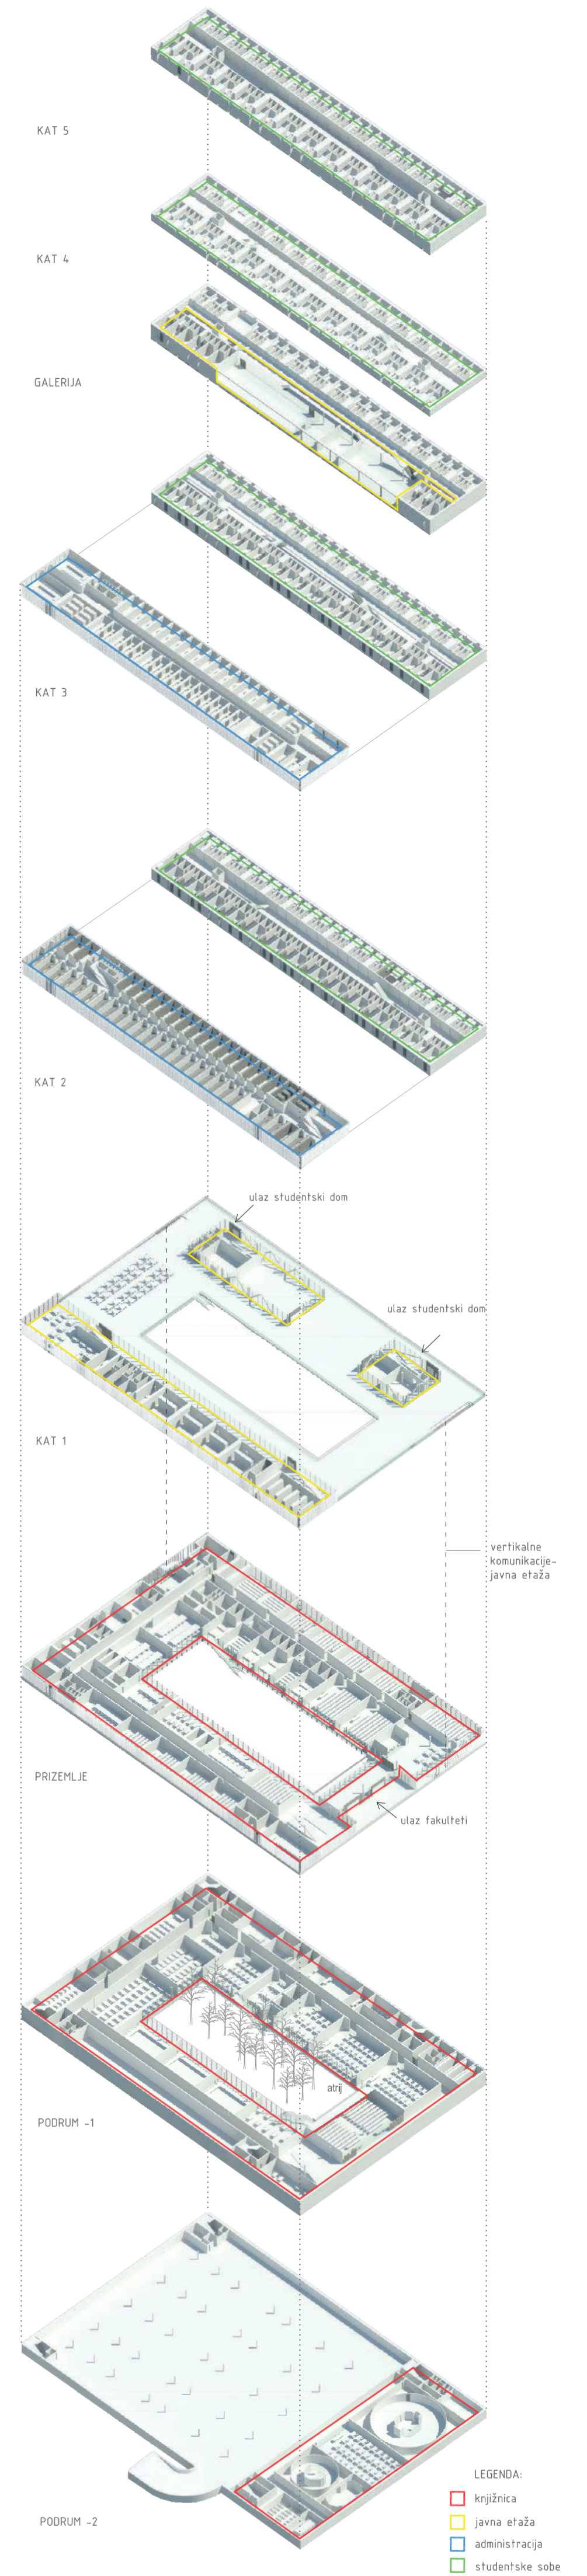 KAT 5
KAT 4
GALERIJA
KAT 3
KAT 2
ulaz studentski dom
ulaz studentski dom
KAT 1
vertikalne
komunikacije-
javna etaža
PRIZEMLJE
ulaz fakulteti
atrij
PODRUM -1
LEGENDA:
knjižnica
javna etaža
PODRUM -2
administracija
studentske sobe